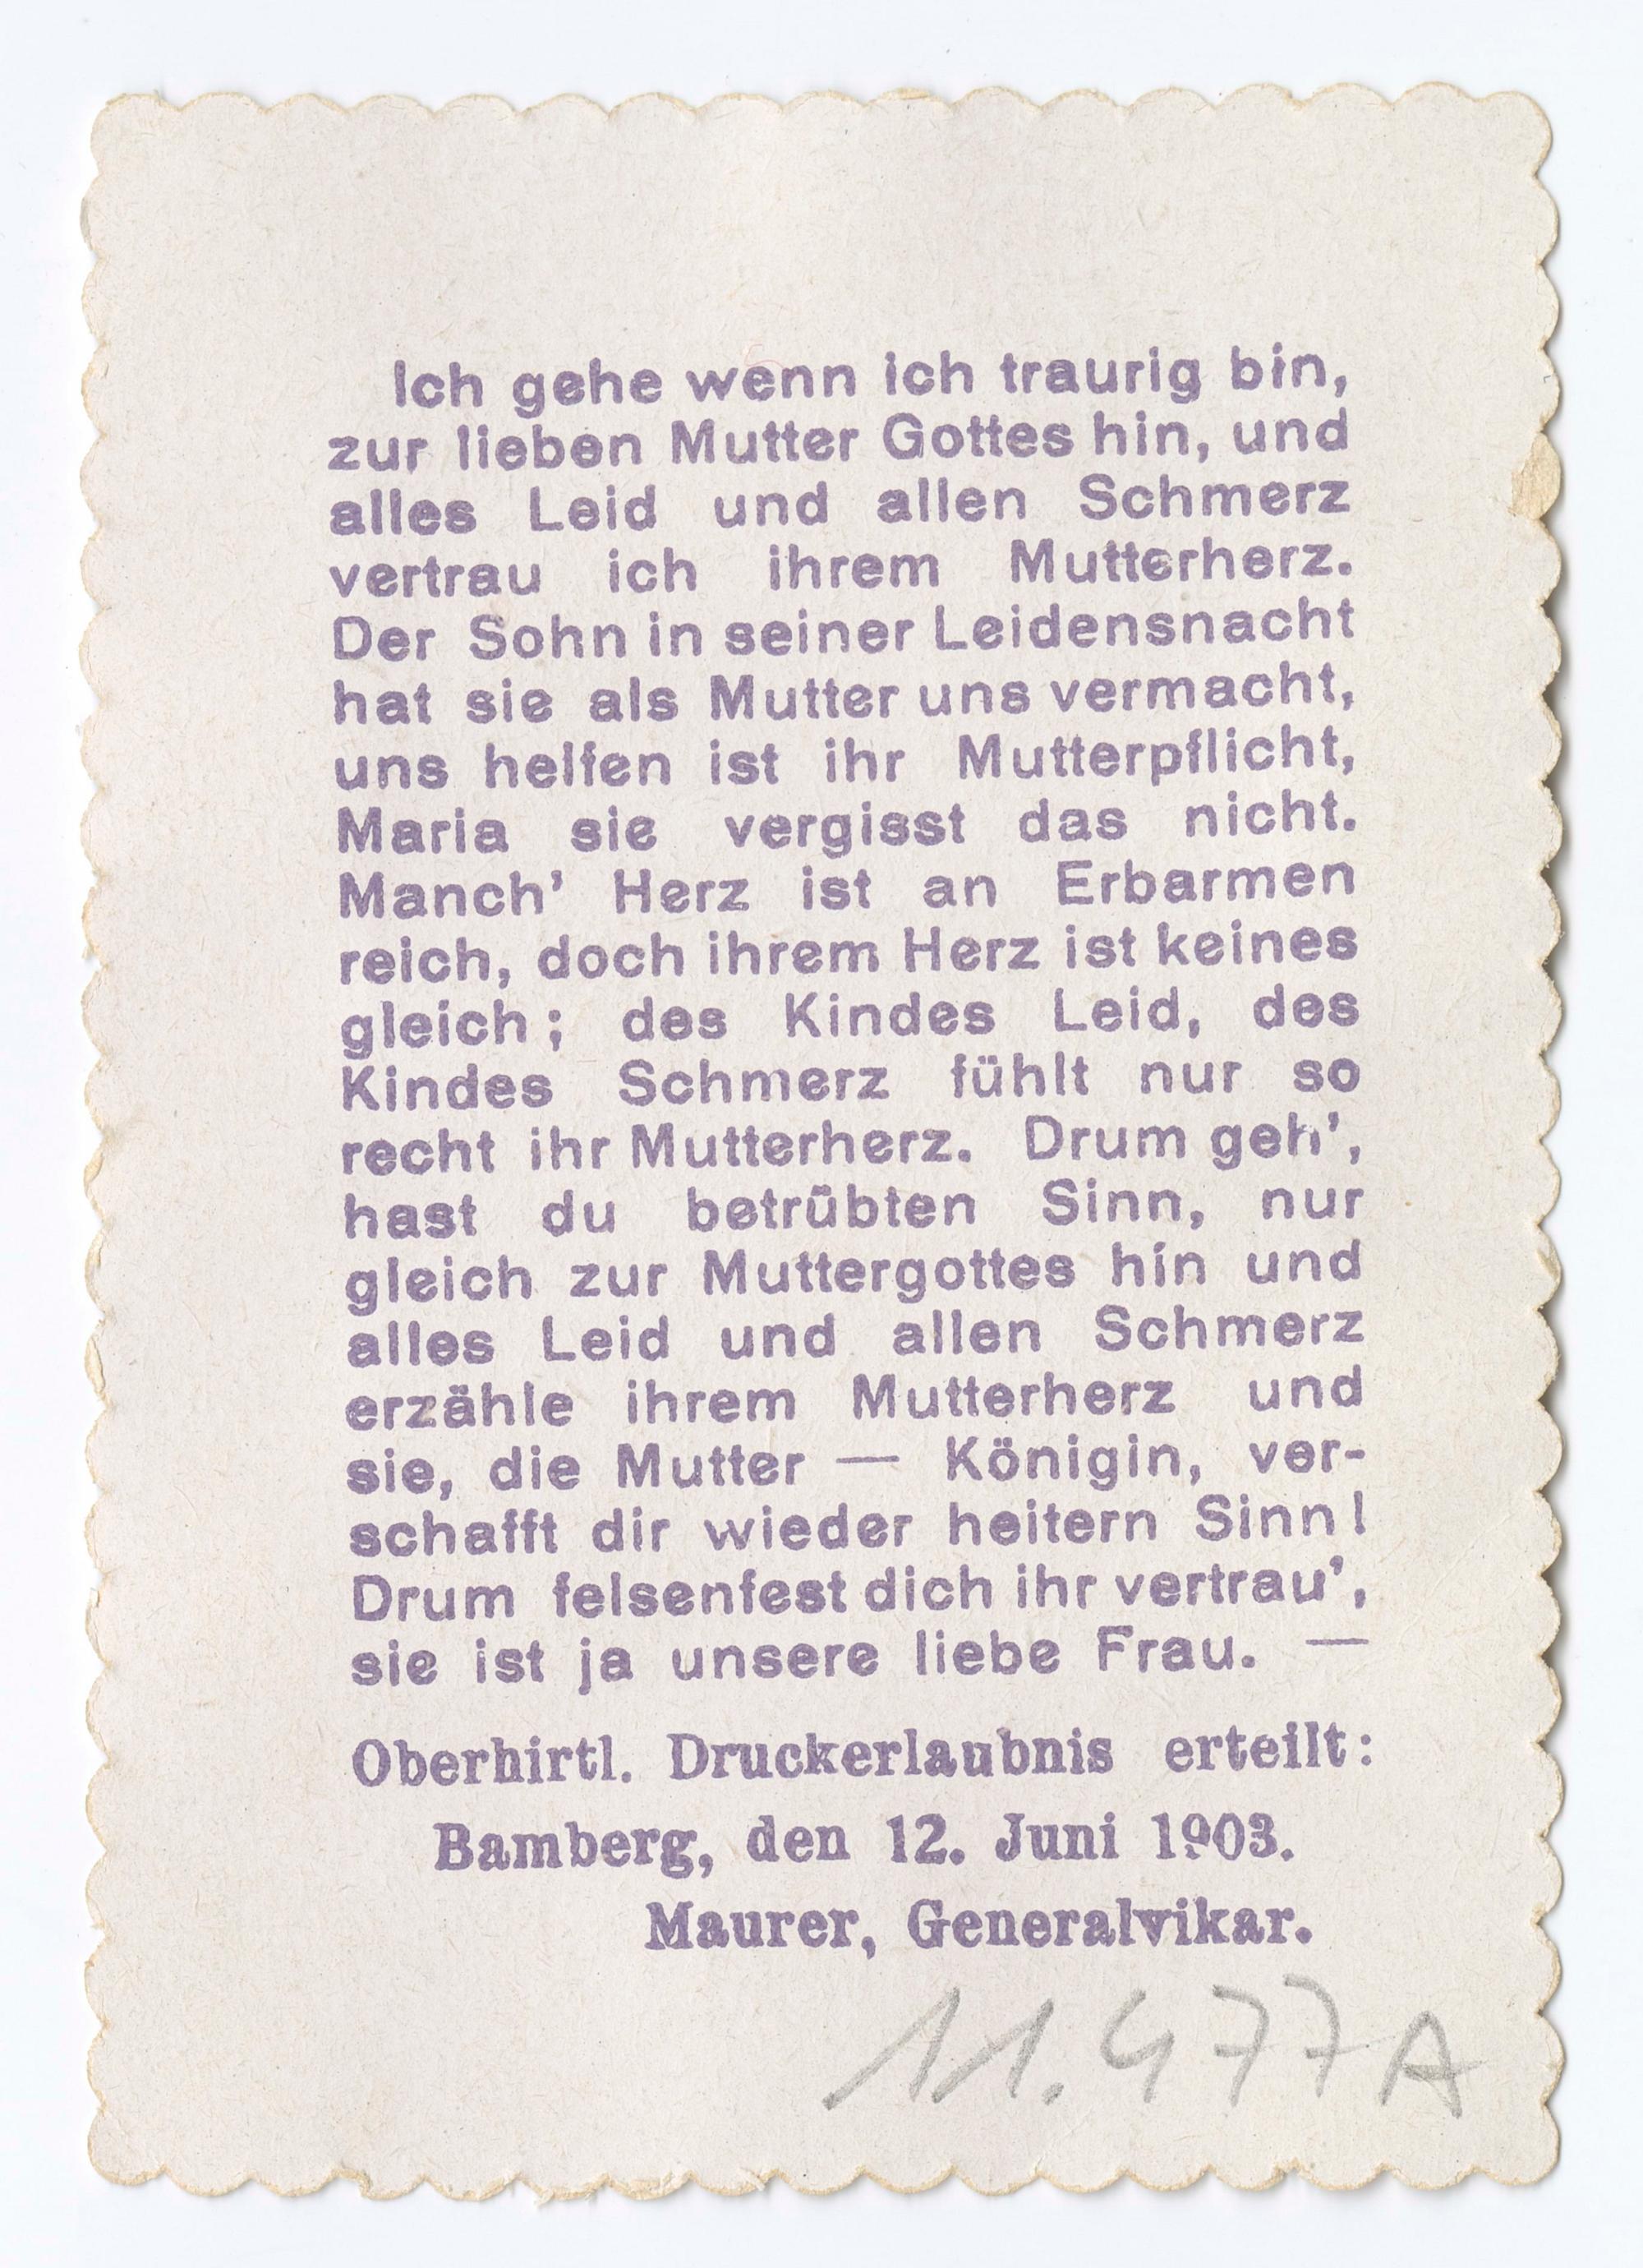 Ich gehe wenn ich traurig bin,
zur lieben Mutter Gottes hin, und
alles Leid und allen Schmerz
vertrau ich ihrem Mutterherz.
Der Sohn in seiner Leidensnacht
hat sie als Mutter uns vermacht,
uns helfen ist ihr Mutterpflicht,
Maria sie vergisst das nicht.
Manch’ Herz ist an Erbarmen
reich, doch ihrem Herz ist keines
gleich; des Kindes Leid, des
Kindes Schmerz fühlt nur so
recht ihr Mutterherz. Drum geh’,
hast du betrübten Sinn, nur
gleich zur Muttergottes hin und
alles Leid und allen Schmerz
erzähle ihrem Mutterherz und
sie, die Mutter — Königin, ver-
schafft dir wieder heitern Sinn!
Drum felsenfest dich ihr vertrau’,
sie ist ja unsere liebe Frau. —
Oberhirtl. Druckerlaubnis erteilt:
Bamberg, den 12. Juni 1903.
Maurer, Generalvikar.
11.477A